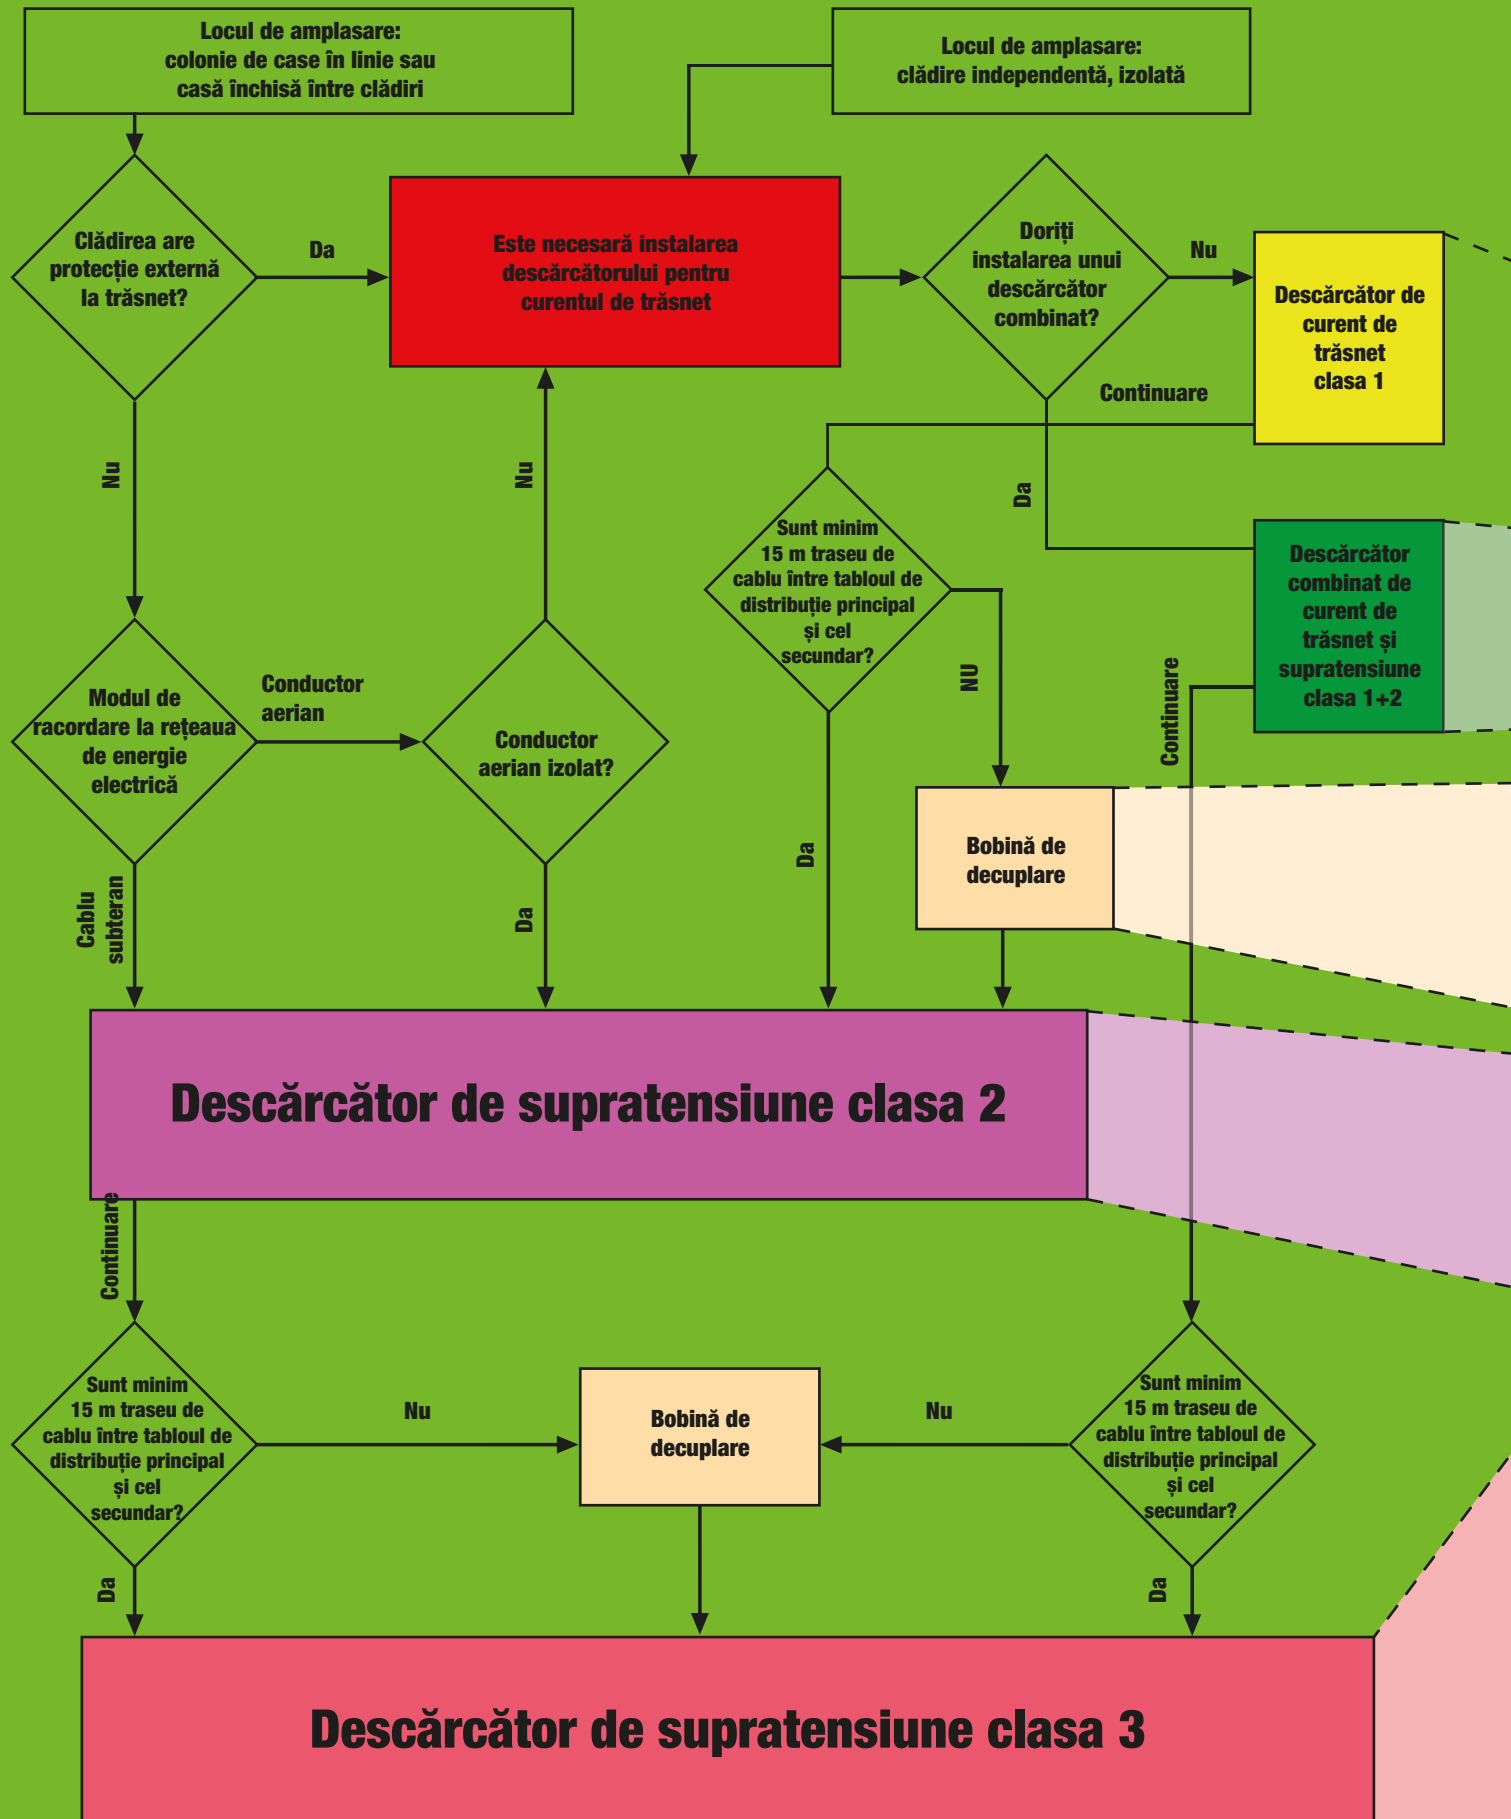 Locul de amplasare:
colonie de case în linie sau
casă închisă între clădiri
Locul de amplasare:
clădire independentă, izolată
Clădirea are
protecție externă
la trăsnet?
Da
Este necesară instalarea
descărcătorului pentru
curentul de trăsnet
Doriți
instalarea unui
descărcător
combinat?
Nu
Descărcător de
curent de
trăsnet
clasa 1
Continuare
Nu
Nu
Da
Sunt minim
15 m traseu de
cablu între tabloul de
distribuție principal
și cel
secundar?
NU
Descărcător
combinat de
curent de
trăsnet și
supratensiune
clasa 1+2
Continuare
Modul de
racordare la rețeaua
de energie
electrică
Conductor
aerian
Conductor
aerian izolat?
Da
Bobină de
decuplare
Cablu
subteran
Da
Descărcător de supratensiune clasa 2
Continuare
Sunt minim
15 m traseu de
cablu între tabloul de
distribuție principal
și cel
secundar?
Nu
Bobină de
decuplare
Nu
Sunt minim
15 m traseu de
cablu între tabloul de
distribuție principal
și cel
secundar?
Da
Da
Descărcător de supratensiune clasa 3